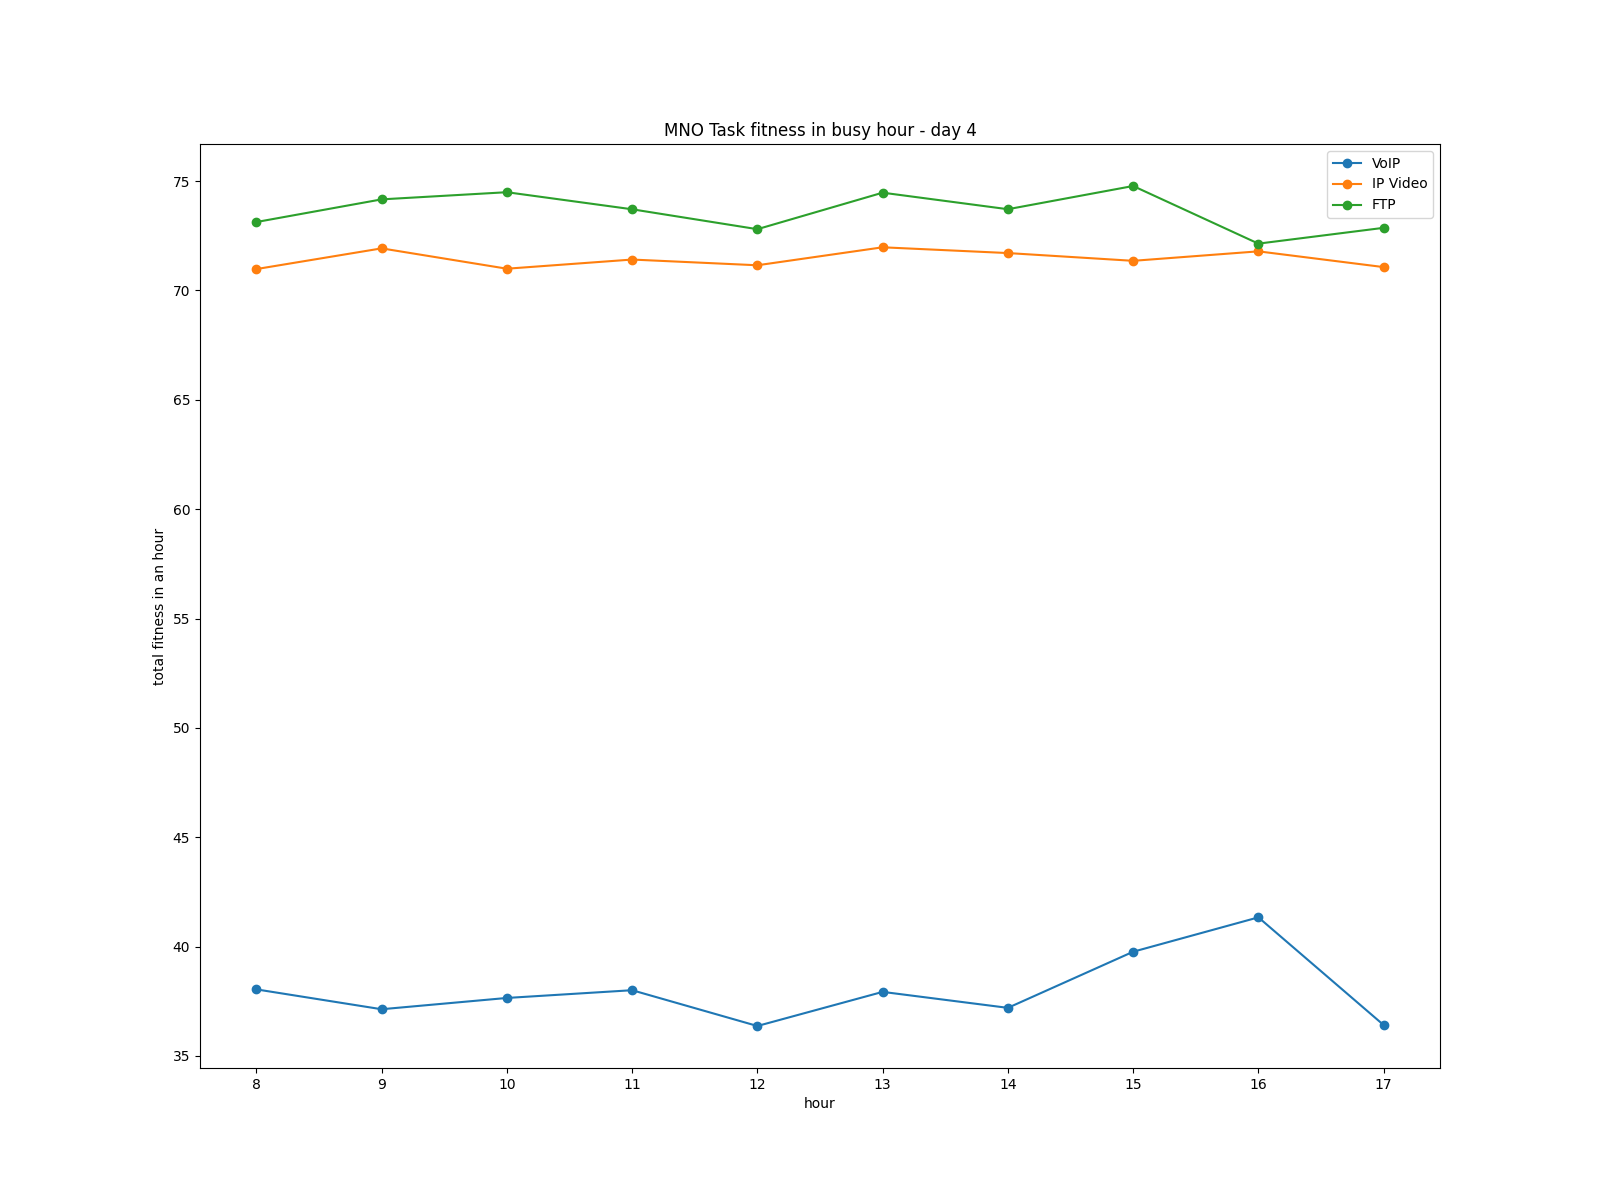 MNO Task fitness in busy hour - day 4
VoIP
IP Video
FTP
75
70
65
60
55
50
45
40
35
total fitness in an hour
8 9 10 11 12 13 14 15 16 17
hour